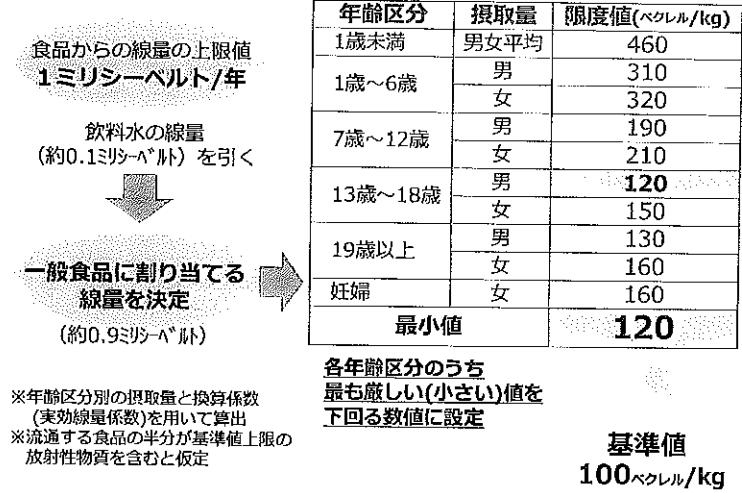 食品からの線量の上限値
1ミリシーベルト/年
飲料水の線量
(約0.1ミリシーベルト)を引く
一般食品に割り当てる
線量を決定
(約0.9ミリシーベルト)
※年齢区分別の摂取量と換算係数
(実効線量係数)を用いて算出
※流通する食品の半分が基準値上限の
放射性物質を含むと仮定
年齢区分 摂取量 限度値(ベクレル/kg)
1歳未満 男女平均 460
1歳~6歳 男 310
女 320
7歳~12歳 男 190
女 210
13歳~18歳 男 120
女 150
19歳以上 男 130
女 160
妊婦 女 160
最小値 120
各年齢区分のうち
最も厳しい(小さい)値を
下回る数値に設定
基準値
100ベクレル/kg